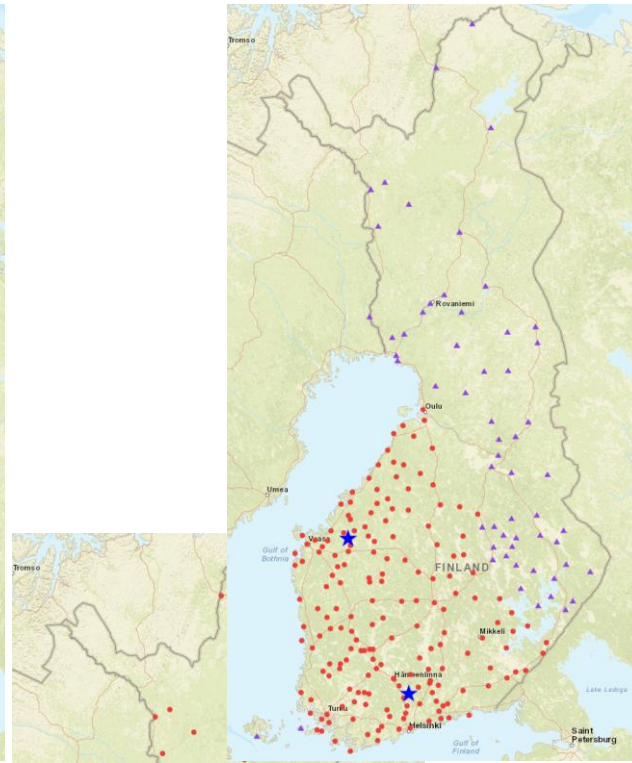 Tromso
Rovaniemi
Oulu
Umea
Vaasa
Gulf of
Bothnia
FINLAND
Tromso
Mikkeli
Hämeenlinna
Lake Ladoga
Turku
Helsinki
Gulf of
Finland
Saint
Petersburg